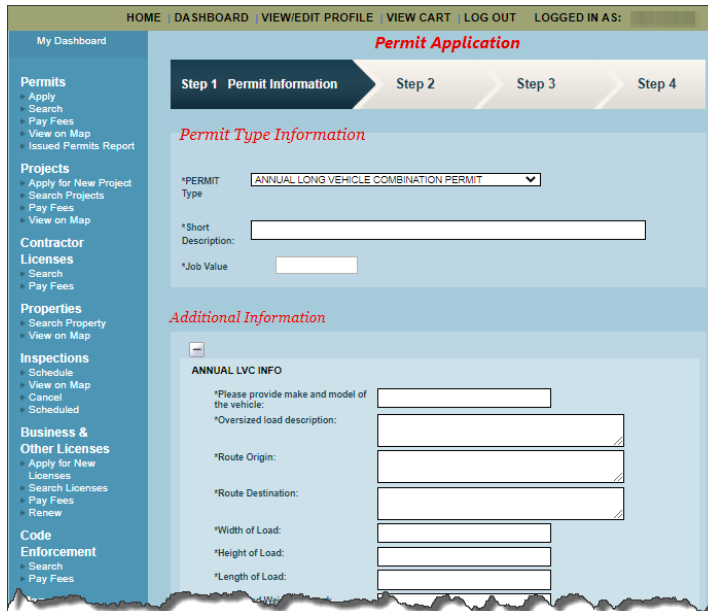 HOME | DASHBOARD | VIEW/EDIT PROFILE | VIEW CART | LOG OUT LOGGED IN AS:
My Dashboard
Permit Application
Permits
Apply
Search
Pay Fees
View on Map
Issued Permits Report
Projects
Apply for New Project
Search Projects
Pay Fees
View on Map
Contractor
Licenses
Search
Pay Fees
Properties
Search Property
View on Map
Inspections
Schedule
View on Map
Cancel
Scheduled
Business &
Other Licenses
Apply for New
Licenses
Search Licenses
Pay Fees
Renew
Code
Enforcement
Search
Pay Fees
Step 1 Permit Information
Step 2
Step 3
Step 4
Permit Type Information
*PERMIT
Type
ANNUAL LONG VEHICLE COMBINATION PERMIT
*Short
Description:
*Job Value
Additional Information
ANNUAL LVC INFO
*Please provide make and model of
the vehicle:
*Oversized load description:
*Route Origin:
*Route Destination:
*Width of Load:
*Height of Load:
*Length of Load: